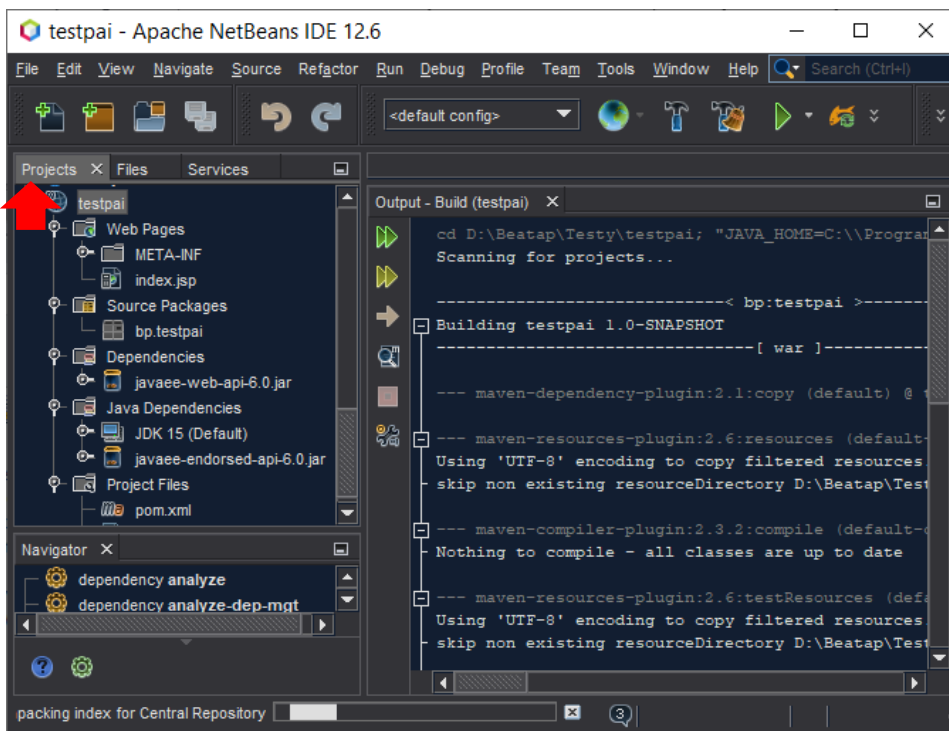 testpai - Apache NetBeans IDE 12.6
File Edit View Navigate Source Refactor Run Debug Profile Team Tools Window Help Search (Ctrl+I)
<default config>
Projects Files Services
testpai
Web Pages
META-INF
index.jsp
Source Packages
bp.testpai
Dependencies
javaee-web-api-6.0.jar
Java Dependencies
JDK 15 (Default)
javaee-endorsed-api-6.0.jar
Project Files
pom.xml
Navigator
dependency analyze
dependency analyze-dep-mgt
Output - Build (testpai)
cd D:\Beatap\Testy\testpai; "JAVA_HOME=C:\\Program
Scanning for projects...
-----------------------------< bp:testpai >------
Building testpai 1.0-SNAPSHOT
--------------------------------[ war ]----------
--- maven-dependency-plugin:2.1:copy (default) @
--- maven-resources-plugin:2.6:resources (default-
Using 'UTF-8' encoding to copy filtered resources.
skip non existing resourceDirectory D:\Beatap\Test
--- maven-compiler-plugin:2.3.2:compile (default-c
Nothing to compile - all classes are up to date
--- maven-resources-plugin:2.6:testResources (defa
Using 'UTF-8' encoding to copy filtered resources.
skip non existing resourceDirectory D:\Beatap\Test
packing index for Central Repository
3